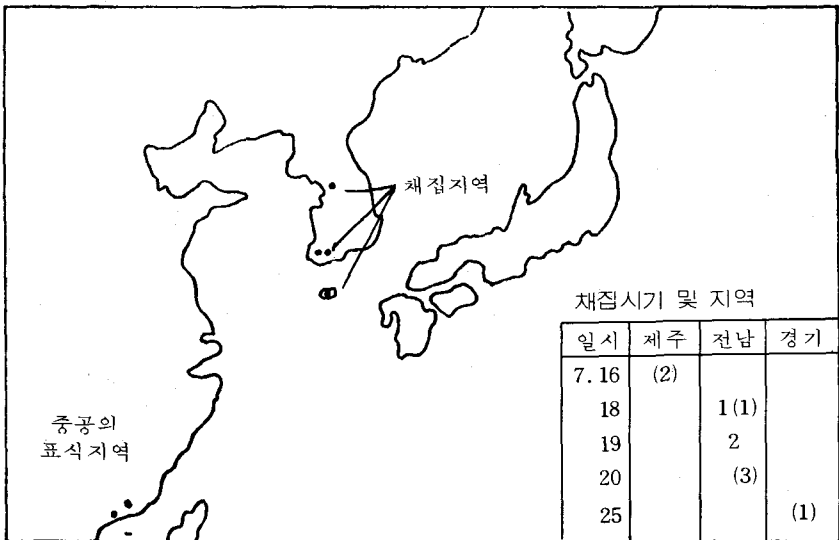 채집지역
중공의
표식지역
채집시기 및 지역
일시 제주 전남 경기
7.16 (2)
18 1(1)
19 2
20 (3)
25 (1)